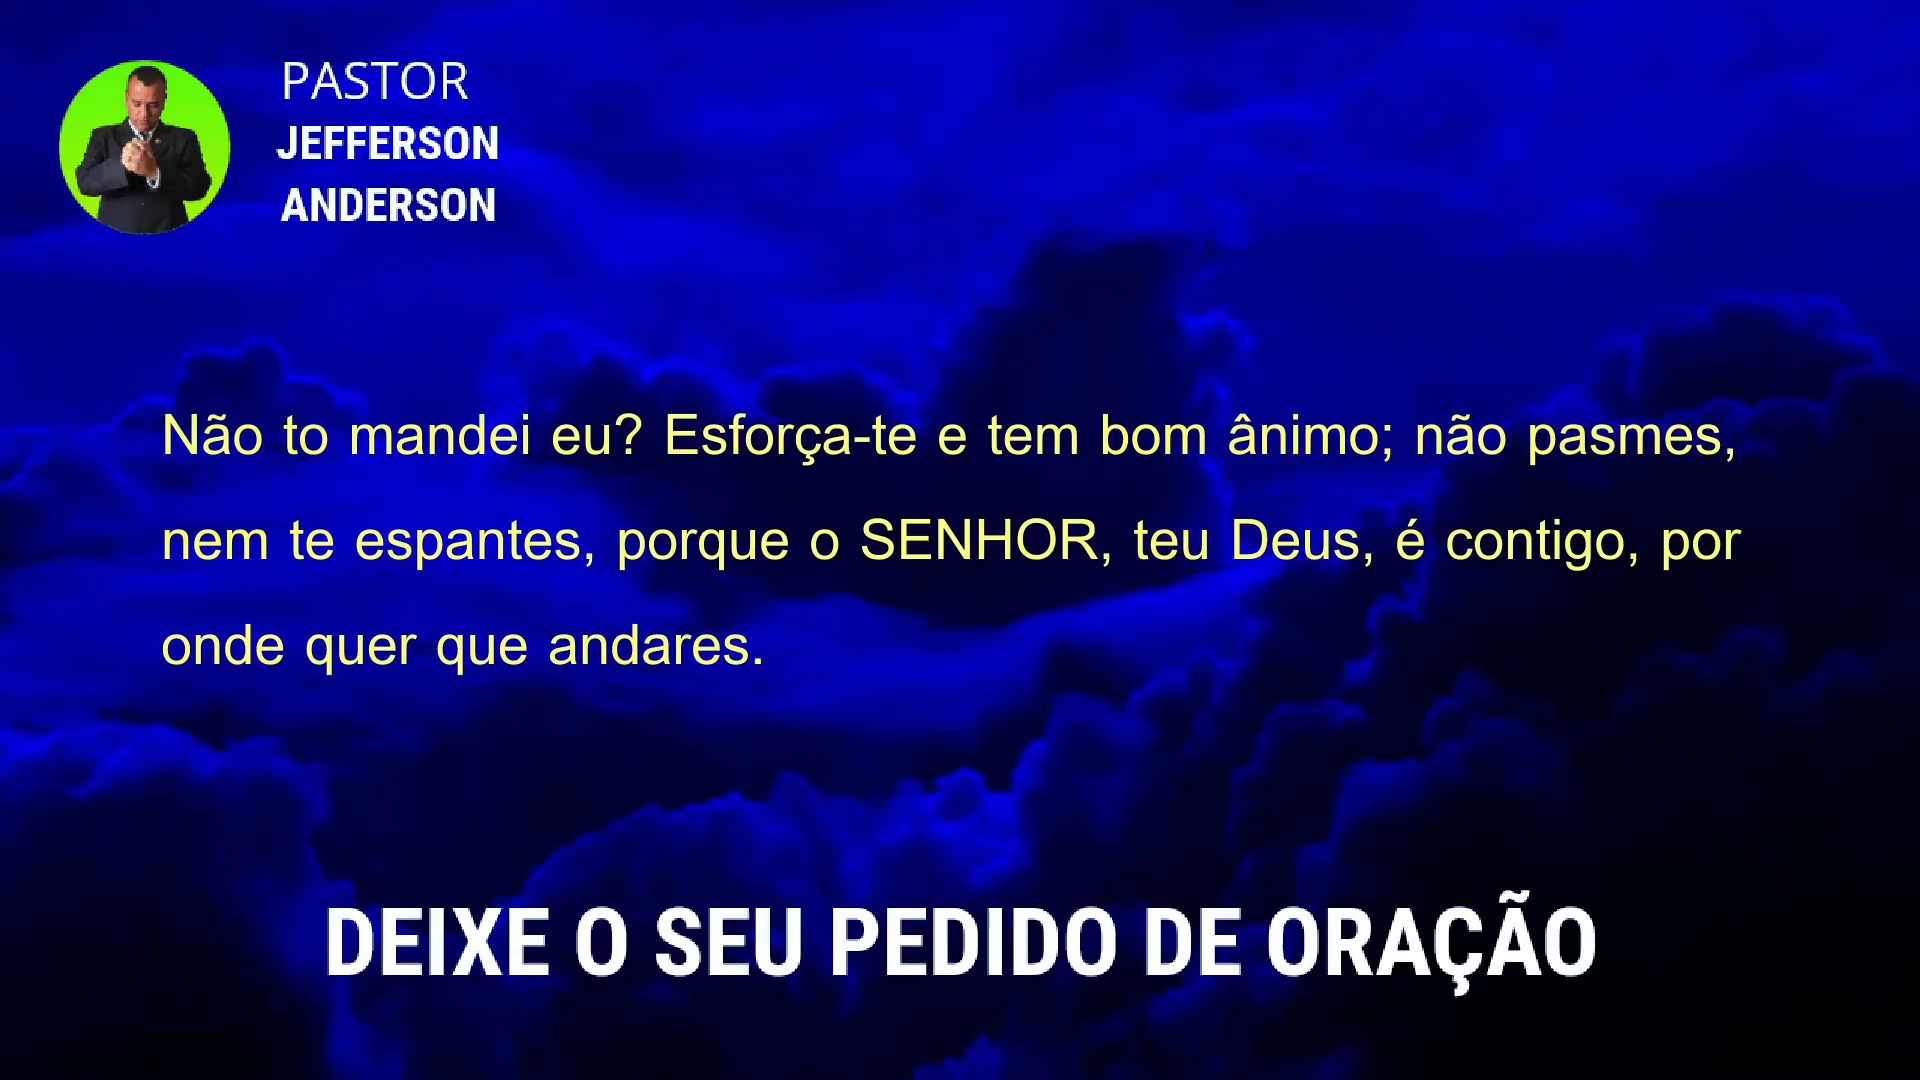 PASTOR
JEFFERSON
ANDERSON
Não to mandei eu? Esforça-te e tem bom ânimo; não pasmes,
nem te espantes, porque o SENHOR, teu Deus, é contigo, por
onde quer que andares.
DEIXE O SEU PEDIDO DE ORAÇÃO